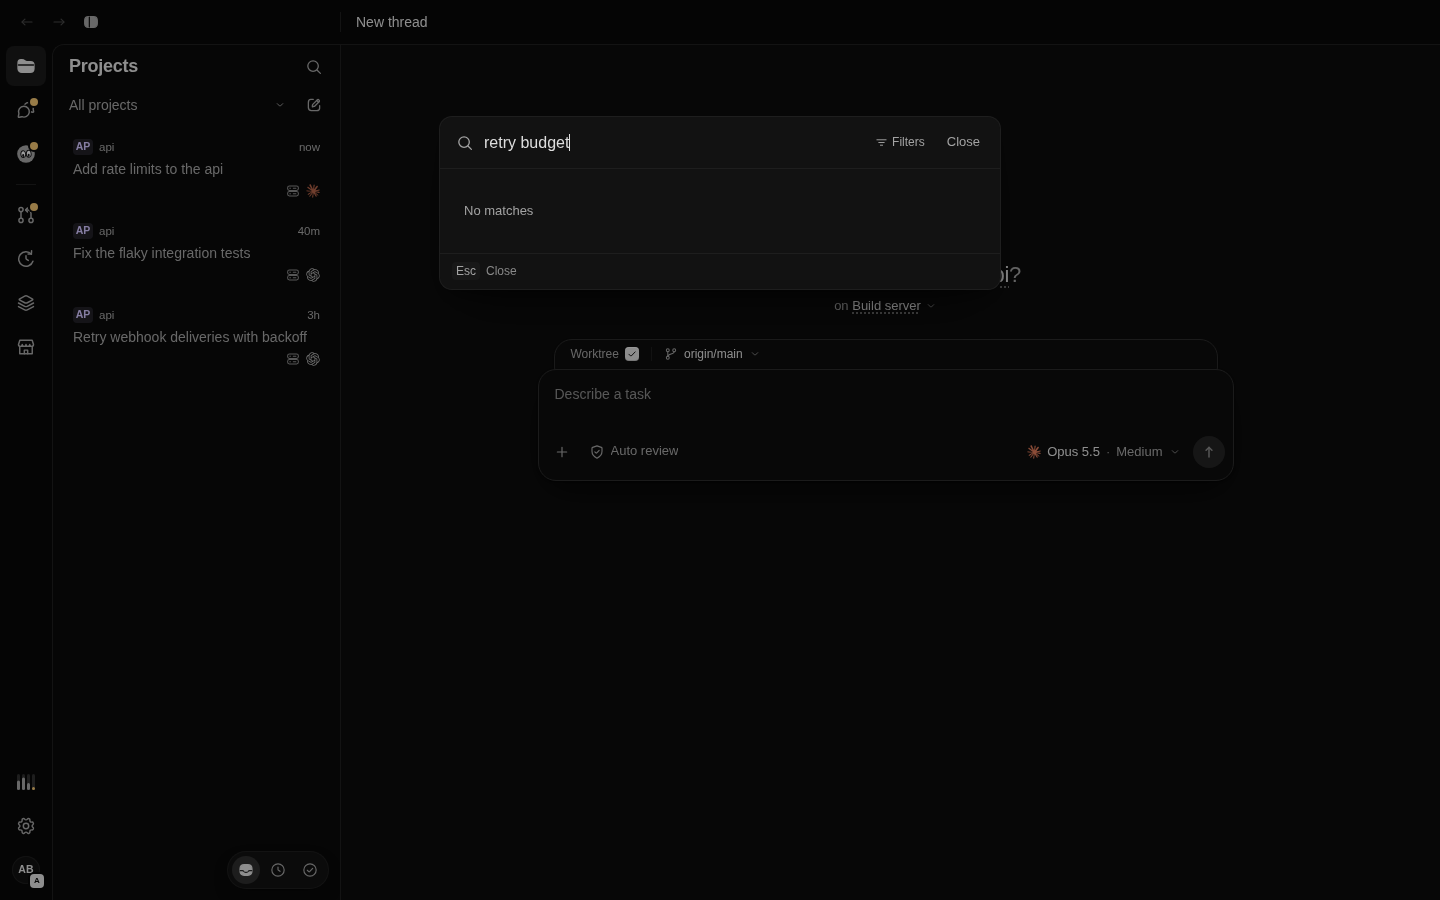 New thread
Projects
All projects
AP api now
Add rate limits to the api
AP api 40m
Fix the flaky integration tests
AP api 3h
Retry webhook deliveries with backoff
AB
A
retry budget
Filters
Close
No matches
Esc Close
on Build server
Worktree
origin/main
Describe a task
Auto review
Opus 5.5 · Medium